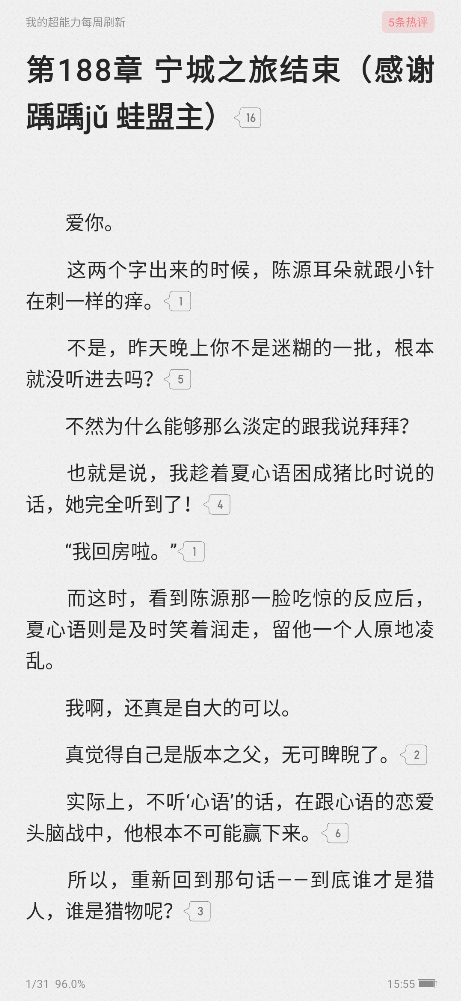 我的超能力每周刷新
5条热评
第188章 宁城之旅结束（感谢
踽踽jǔ 蛙盟主）
16
爱你。
这两个字出来的时候，陈源耳朵就跟小针
在刺一样的痒。
1
不是，昨天晚上你不是迷糊的一批，根本
就没听进去吗？
5
不然为什么能够那么淡定的跟我说拜拜？
也就是说，我趁着夏心语困成猪比时说的
话，她完全听到了！
4
“我回房啦。”
1
而这时，看到陈源那一脸吃惊的反应后，
夏心语则是及时笑着润走，留他一个人原地凌
乱。
我啊，还真是自大的可以。
真觉得自己是版本之父，无可睥睨了。
2
实际上，不听‘心语’的话，在跟心语的恋爱
头脑战中，他根本不可能赢下来。
6
所以，重新回到那句话——到底谁才是猎
人，谁是猎物呢？
3
1/31 96.0%
15:55